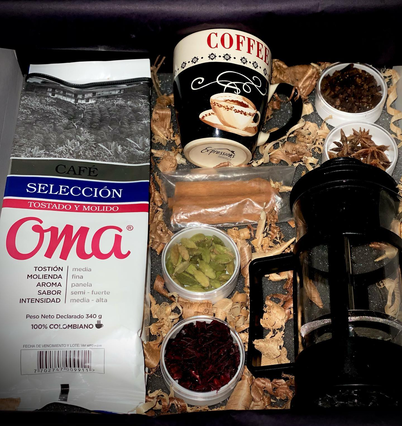 COFFEE
CAFÉ
SELECCIÓN
TOSTADO Y MOLIDO
Oma®
TOSTIÓN | media
MOLIENDA | fina
AROMA | panela
SABOR | semi - fuerte
INTENSIDAD | media - alta
Peso Neto Declarado 340 g
100% COLOMBIANO